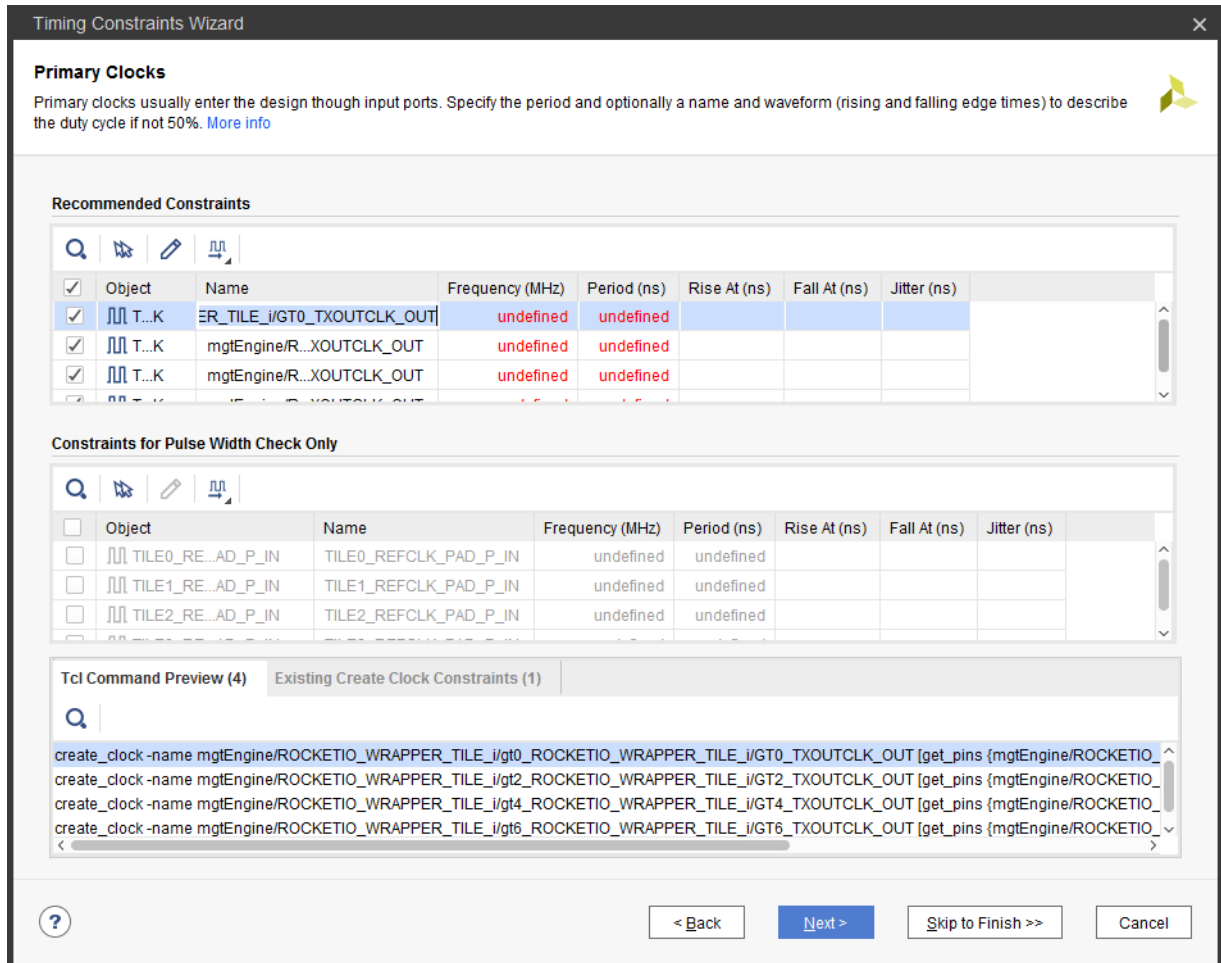 Timing Constraints Wizard
Primary Clocks
Primary clocks usually enter the design though input ports. Specify the period and optionally a name and waveform (rising and falling edge times) to describe
the duty cycle if not 50%. More info
Recommended Constraints
Object Name Frequency (MHz) Period (ns) Rise At (ns) Fall At (ns) Jitter (ns)
T...K ER_TILE_i/GT0_TXOUTCLK_OUT undefined undefined
T...K mgtEngine/R...XOUTCLK_OUT undefined undefined
T...K mgtEngine/R...XOUTCLK_OUT undefined undefined
Constraints for Pulse Width Check Only
Object Name Frequency (MHz) Period (ns) Rise At (ns) Fall At (ns) Jitter (ns)
TILE0_RE...AD_P_IN TILE0_REFCLK_PAD_P_IN undefined undefined
TILE1_RE...AD_P_IN TILE1_REFCLK_PAD_P_IN undefined undefined
TILE2_RE...AD_P_IN TILE2_REFCLK_PAD_P_IN undefined undefined
Tcl Command Preview (4) Existing Create Clock Constraints (1)
create_clock -name mgtEngine/ROCKETIO_WRAPPER_TILE_i/gt0_ROCKETIO_WRAPPER_TILE_i/GT0_TXOUTCLK_OUT [get_pins {mgtEngine/ROCKETIO_
create_clock -name mgtEngine/ROCKETIO_WRAPPER_TILE_i/gt2_ROCKETIO_WRAPPER_TILE_i/GT2_TXOUTCLK_OUT [get_pins {mgtEngine/ROCKETIO_
create_clock -name mgtEngine/ROCKETIO_WRAPPER_TILE_i/gt4_ROCKETIO_WRAPPER_TILE_i/GT4_TXOUTCLK_OUT [get_pins {mgtEngine/ROCKETIO_
create_clock -name mgtEngine/ROCKETIO_WRAPPER_TILE_i/gt6_ROCKETIO_WRAPPER_TILE_i/GT6_TXOUTCLK_OUT [get_pins {mgtEngine/ROCKETIO_
? < Back Next > Skip to Finish >> Cancel